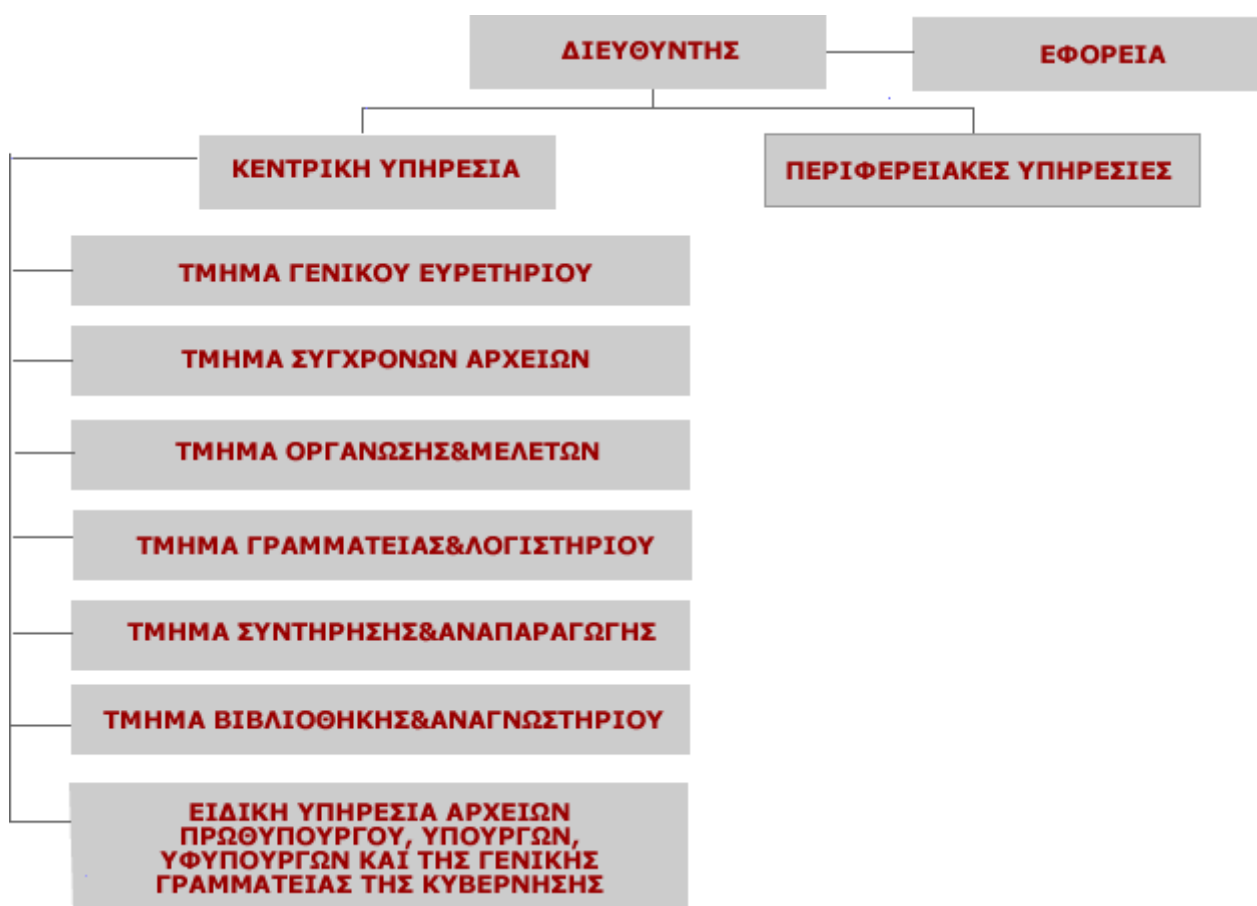 ΔΙΕΥΘΥΝΤΗΣ
ΕΦΟΡΕΙΑ
ΚΕΝΤΡΙΚΗ ΥΠΗΡΕΣΙΑ
ΠΕΡΙΦΕΡΕΙΑΚΕΣ ΥΠΗΡΕΣΙΕΣ
ΤΜΗΜΑ ΓΕΝΙΚΟΥ ΕΥΡΕΤΗΡΙΟΥ
ΤΜΗΜΑ ΣΥΓΧΡΟΝΩΝ ΑΡΧΕΙΩΝ
ΤΜΗΜΑ ΟΡΓΑΝΩΣΗΣ&ΜΕΛΕΤΩΝ
ΤΜΗΜΑ ΓΡΑΜΜΑΤΕΙΑΣ&ΛΟΓΙΣΤΗΡΙΟΥ
ΤΜΗΜΑ ΣΥΝΤΗΡΗΣΗΣ&ΑΝΑΠΑΡΑΓΩΓΗΣ
ΤΜΗΜΑ ΒΙΒΛΙΟΘΗΚΗΣ&ΑΝΑΓΝΩΣΤΗΡΙΟΥ
ΕΙΔΙΚΗ ΥΠΗΡΕΣΙΑ ΑΡΧΕΙΩΝ
ΠΡΩΘΥΠΟΥΡΓΟΥ, ΥΠΟΥΡΓΩΝ,
ΥΦΥΠΟΥΡΓΩΝ ΚΑΙ ΤΗΣ ΓΕΝΙΚΗΣ
ΓΡΑΜΜΑΤΕΙΑΣ ΤΗΣ ΚΥΒΕΡΝΗΣΗΣ